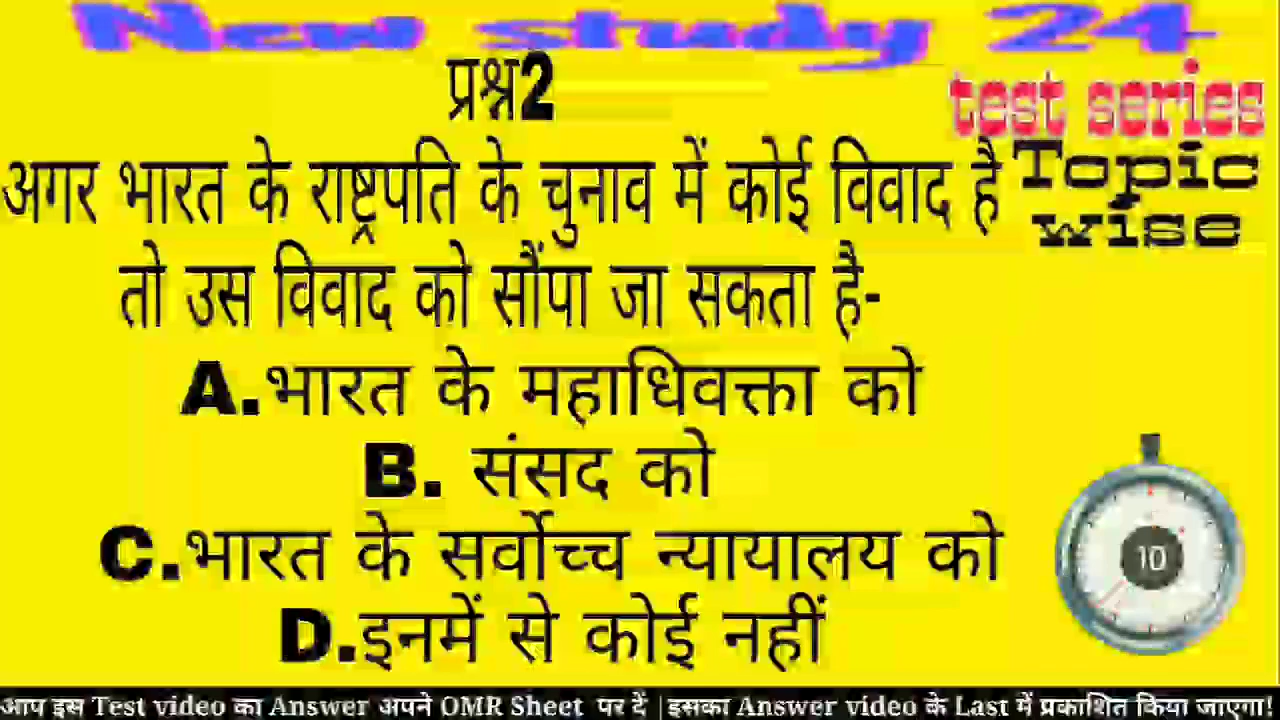 New study 24
प्रश्न2
test series
Topic
wise
अगर भारत के राष्ट्रपति के चुनाव में कोई विवाद है
तो उस विवाद को सौंपा जा सकता है-
A.भारत के महाधिवक्ता को
B. संसद को
C.भारत के सर्वोच्च न्यायालय को
D.इनमें से कोई नहीं
10
आप इस Test video का Answer अपने OMR Sheet पर दें |इसका Answer video के Last में प्रकाशित किया जाएगा!